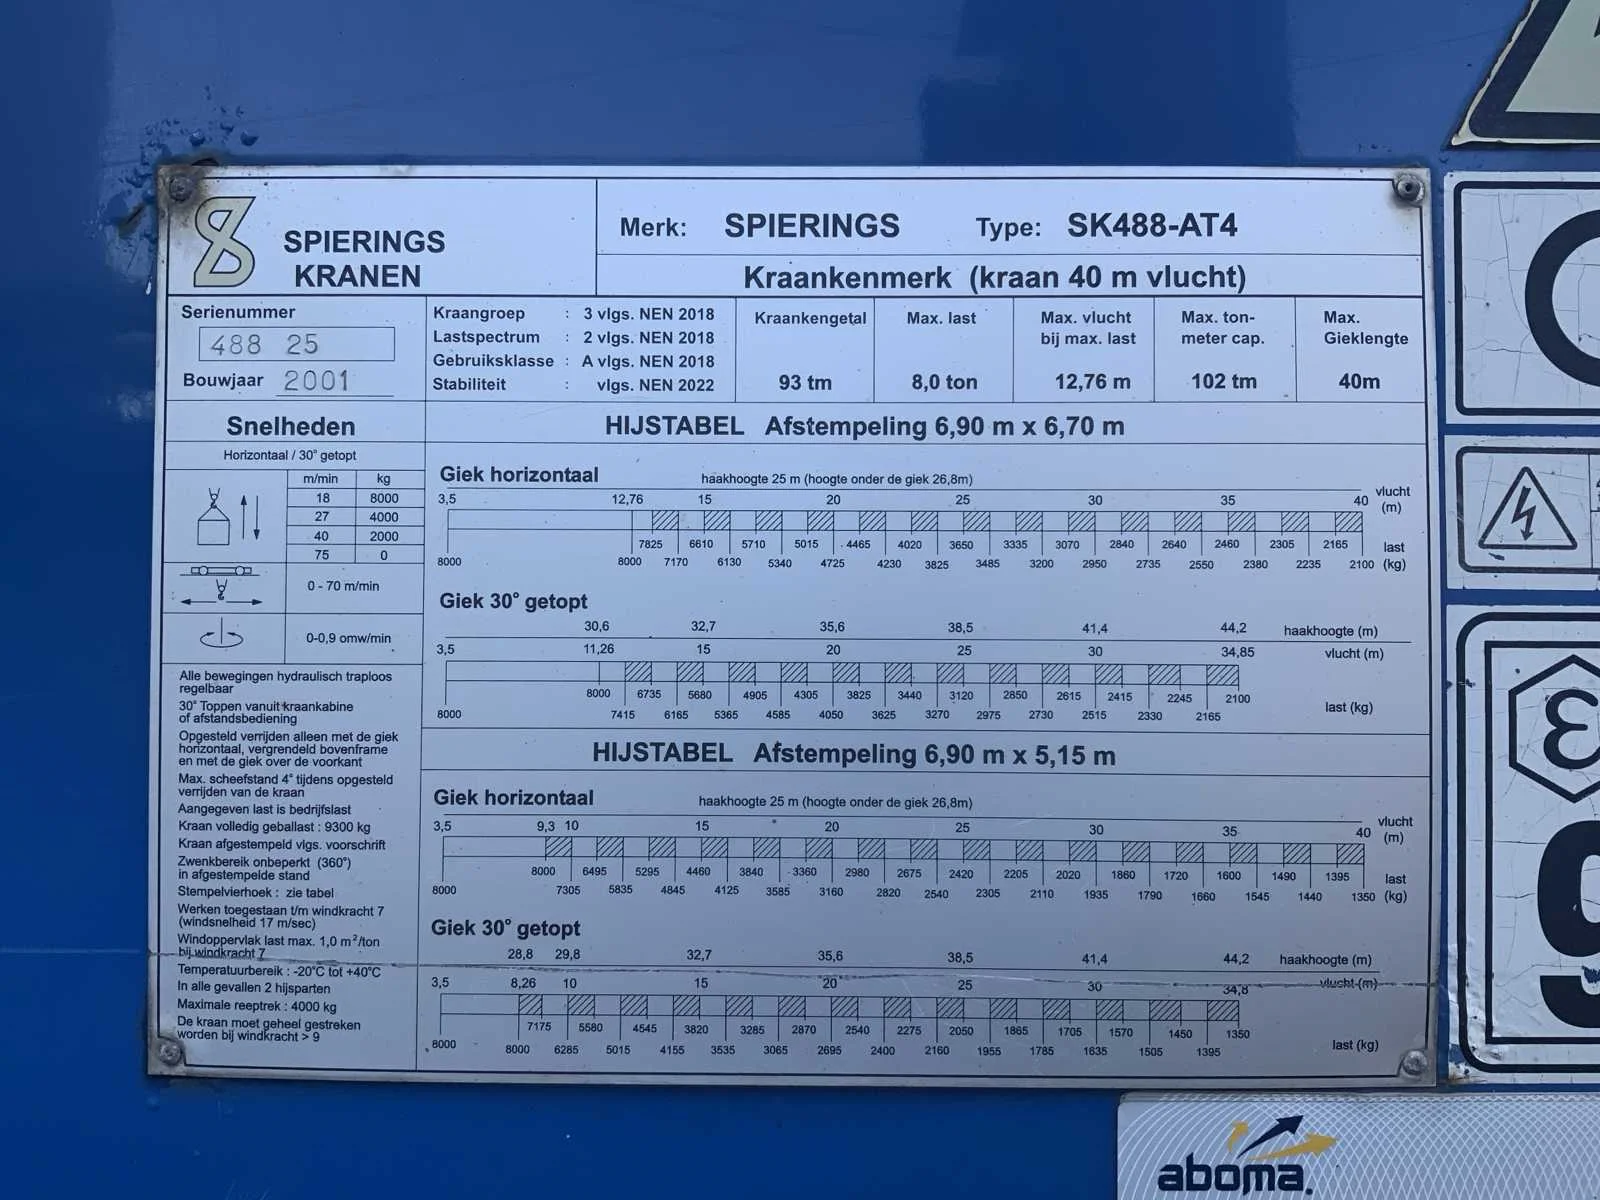 SPIERINGS
KRANEN
Merk: SPIERINGS Type: SK488-AT4
Kraankenmerk (kraan 40 m vlucht)
Serienummer
488 25
Bouwjaar 2001
Kraangroep : 3 vlgs. NEN 2018
Lastspectrum : 2 vlgs. NEN 2018
Gebruiksklasse : A vlgs. NEN 2018
Stabiliteit : vlgs. NEN 2022
Kraankengetal
93 tm
Max. last
8,0 ton
Max. vlucht
bij max. last
12,76 m
Max. ton-
meter cap.
102 tm
Max.
Gieklengte
40m
Snelheden
Horizontaal / 30° getopt
m/min kg
18 8000
27 4000
40 2000
75 0
0 - 70 m/min
0-0,9 omw/min
Alle bewegingen hydraulisch traploos
regelbaar
30° Toppen vanuit kraankabine
of afstandsbediening
Opgesteld verrijden alleen met de giek
horizontaal, vergrendeld bovenframe
en met de giek over de voorkant
Max. scheefstand 4° tijdens opgesteld
verrijden van de kraan
Aangegeven last is bedrijfslast
Kraan volledig geballast : 9300 kg
Kraan afgestempeld vlgs. voorschrift
Zwenkbereik onbeperkt (360°)
in afgestempelde stand
Stempelvierhoek : zie tabel
Werken toegestaan t/m windkracht 7
(windsnelheid 17 m/sec)
Windoppervlak last max. 1,0 m²/ton
bij windkracht 7
Temperatuurbereik : -20°C tot +40°C
In alle gevallen 2 hijsparten
Maximale reeptrek : 4000 kg
De kraan moet geheel gestreken
worden bij windkracht > 9
HIJSTABEL Afstempeling 6,90 m x 6,70 m
Giek horizontaal haakhoogte 25 m (hoogte onder de giek 26,8m)
3,5 12,76 15 20 25 30 35 40 vlucht
(m)
7825 6610 5710 5015 4465 4020 3650 3335 3070 2840 2640 2460 2305 2165 last
8000 8000 7170 6130 5340 4725 4230 3825 3485 3200 2950 2735 2550 2380 2235 2100 (kg)
Giek 30° getopt
30,6 32,7 35,6 38,5 41,4 44,2 haakhoogte (m)
3,5 11,26 15 20 25 30 34,85 vlucht (m)
8000 6735 5680 4905 4305 3825 3440 3120 2850 2615 2415 2245 2100
8000 7415 6165 5365 4585 4050 3625 3270 2975 2730 2515 2330 2165 last (kg)
HIJSTABEL Afstempeling 6,90 m x 5,15 m
Giek horizontaal haakhoogte 25 m (hoogte onder de giek 26,8m)
3,5 9,3 10 15 20 25 30 35 40 vlucht
(m)
8000 6495 5295 4460 3840 3360 2980 2675 2420 2205 2020 1860 1720 1600 1490 1395 last
8000 7305 5835 4845 4125 3585 3160 2820 2540 2305 2110 1935 1790 1660 1545 1440 1350 (kg)
Giek 30° getopt
28,8 29,8 32,7 35,6 38,5 41,4 44,2 haakhoogte (m)
3,5 8,26 10 15 20 25 30 34,8 vlucht (m)
7175 5580 4545 3820 3285 2870 2540 2275 2050 1865 1705 1570 1450 1350
8000 8000 6285 5015 4155 3535 3065 2695 2400 2160 1955 1785 1635 1505 1395 last (kg)
aboma.